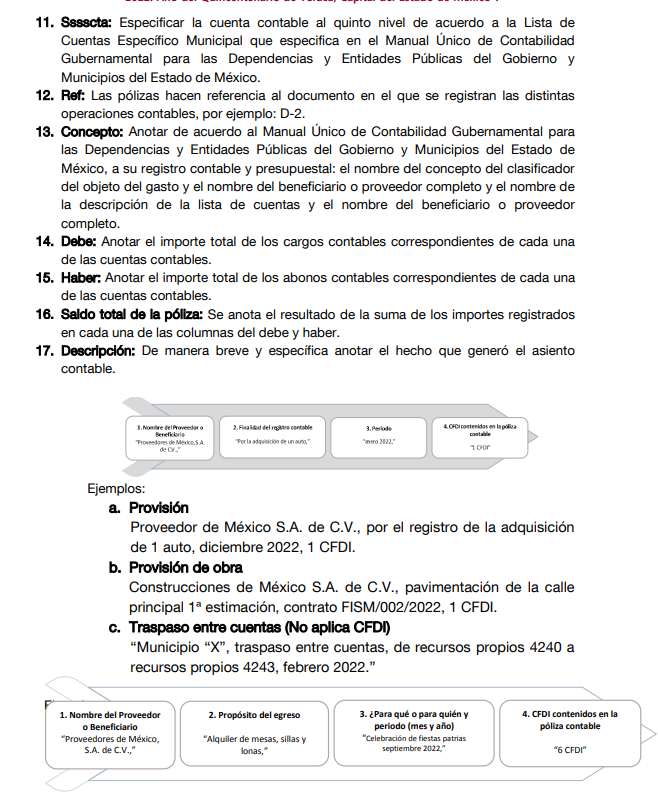 2022. Año del Quincentenario de Toluca, Capital del Estado de México".
11. Sssscta: Especificar la cuenta contable al quinto nivel de acuerdo a la Lista de
Cuentas Específico Municipal que especifica en el Manual Único de Contabilidad
Gubernamental para las Dependencias y Entidades Públicas del Gobierno y
Municipios del Estado de México.
12. Ref: Las pólizas hacen referencia al documento en el que se registran las distintas
operaciones contables, por ejemplo: D-2.
13. Concepto: Anotar de acuerdo al Manual Único de Contabilidad Gubernamental para
las Dependencias y Entidades Públicas del Gobierno y Municipios del Estado de
México, a su registro contable y presupuestal: el nombre del concepto del clasificador
del objeto del gasto y el nombre del beneficiario o proveedor completo y el nombre de
la descripción de la lista de cuentas y el nombre del beneficiario o proveedor
completo.
14. Debe: Anotar el importe total de los cargos contables correspondientes de cada una
de las cuentas contables.
15. Haber: Anotar el importe total de los abonos contables correspondientes de cada una
de las cuentas contables.
16. Saldo total de la póliza: Se anota el resultado de la suma de los importes registrados
en cada una de las columnas del debe y haber.
17. Descripción: De manera breve y específica anotar el hecho que generó el asiento
contable.
1. Nombre del Proveedor o
Beneficiario
"Proveedores de México,S.A.
de C.V.,"
2. Finalidad del registro contable
"Por la adquisición de un auto,"
3. Periodo
"enero 2022,"
4. CFDI contenidos en la póliza
contable
"1 CFDI"
Ejemplos:
a. Provisión
Proveedor de México S.A. de C.V., por el registro de la adquisición
de 1 auto, diciembre 2022, 1 CFDI.
b. Provisión de obra
Construcciones de México S.A. de C.V., pavimentación de la calle
principal 1ª estimación, contrato FISM/002/2022, 1 CFDI.
c. Traspaso entre cuentas (No aplica CFDI)
"Municipio "X", traspaso entre cuentas, de recursos propios 4240 a
recursos propios 4243, febrero 2022."
1. Nombre del Proveedor
o Beneficiario
"Proveedores de México,
S.A. de C.V.,"
2. Propósito del egreso
"Alquiler de mesas, sillas y
lonas,"
3. ¿Para qué o para quién y
periodo (mes y año)
"Celebración de fiestas patrias
septiembre 2022,"
4. CFDI contenidos en la
póliza contable
"6 CFDI"